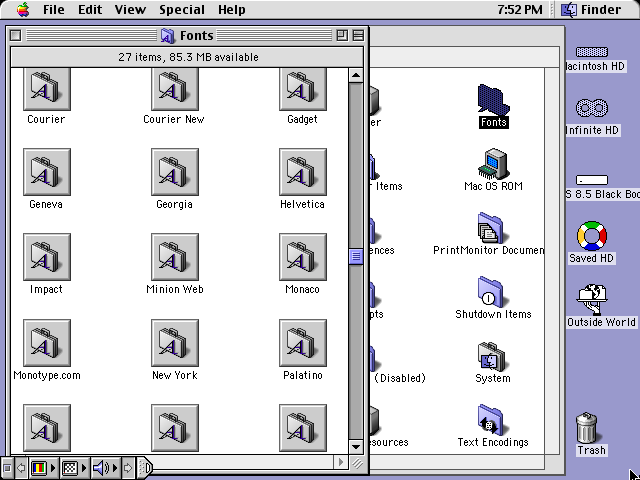 File Edit View Special Help 7:52 PM Finder
Fonts
27 items, 85.3 MB available
Courier Courier New Gadget
Geneva Georgia Helvetica
Impact Minion Web Monaco
Monotype.com New York Palatino
er Fonts
r Items Mac OS ROM
ences PrintMonitor Documen
pts Shutdown Items
(Disabled) System
esources Text Encodings
acintosh HD
Infinite HD
S 8.5 Black Boo
Saved HD
Outside World
Trash